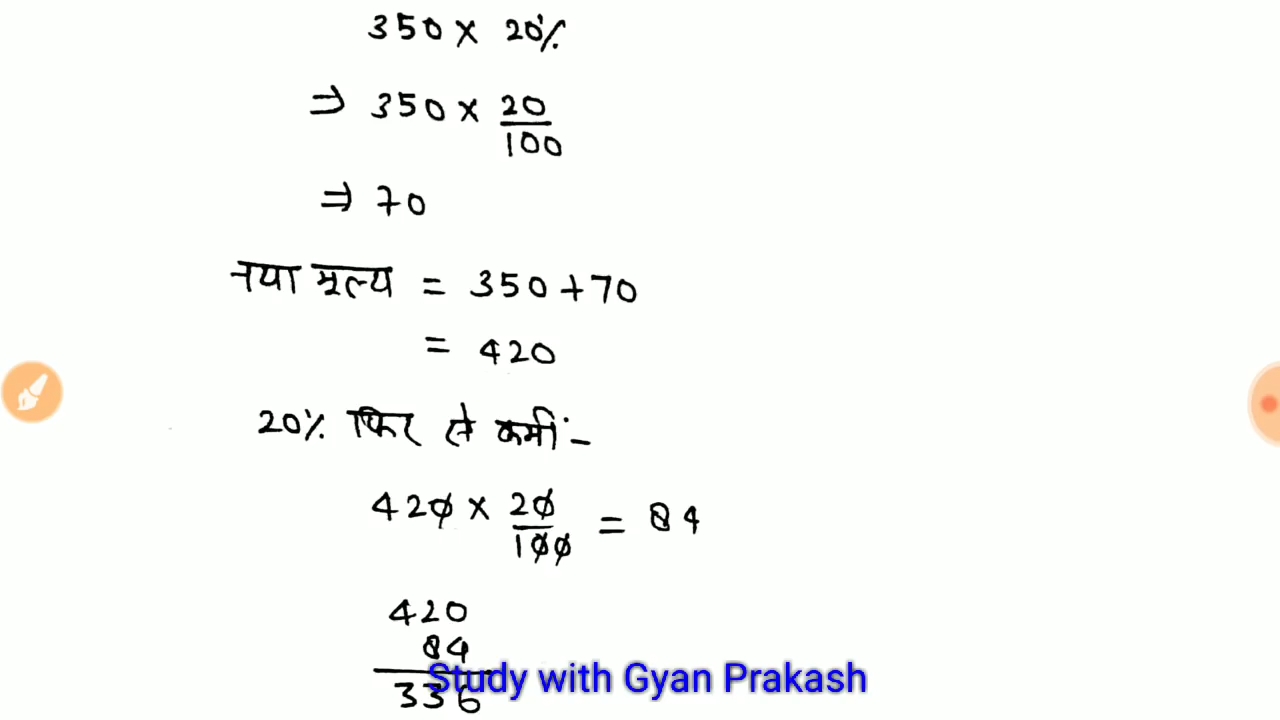 350 × 20%
⇒ 350 × 20/100
⇒ 70
नया मूल्य = 350 + 70
= 420
20% फिर से कमी :-
420 × 20/100 = 84
420
84
336
Study with Gyan Prakash